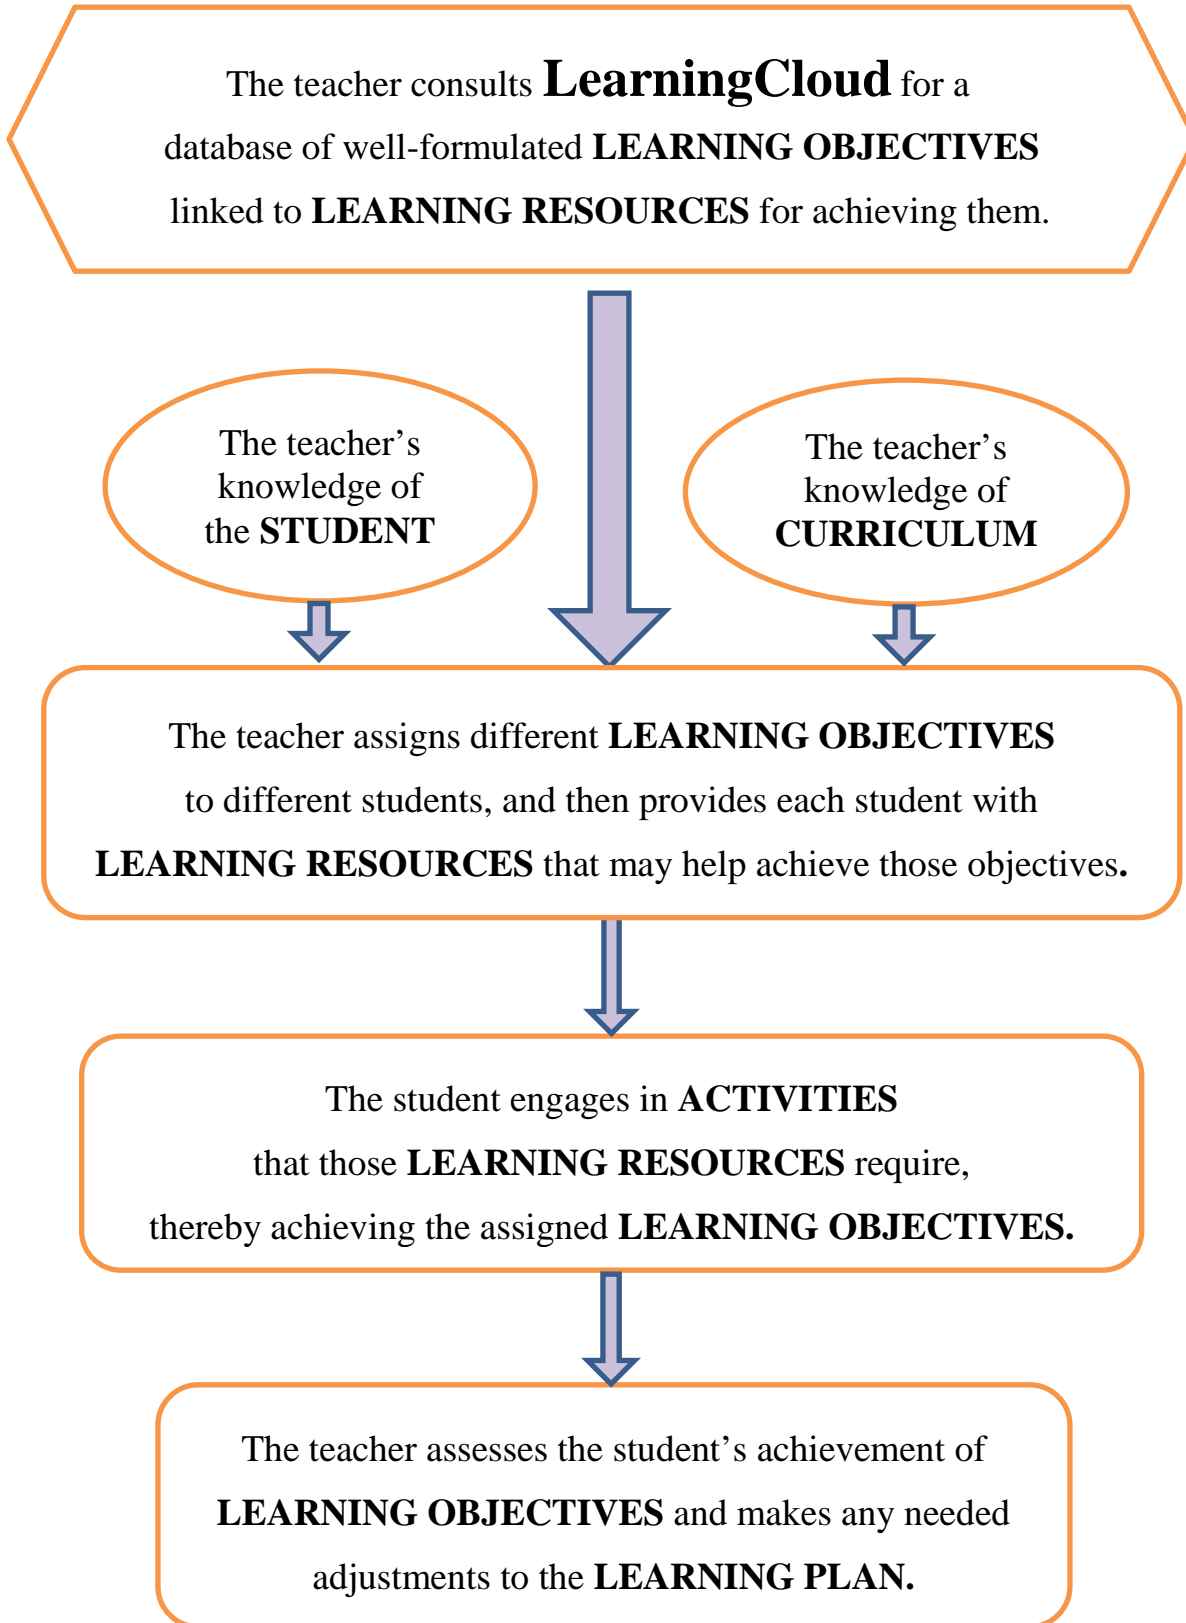 The teacher consults LearningCloud for a
database of well-formulated LEARNING OBJECTIVES
linked to LEARNING RESOURCES for achieving them.
The teacher’s
knowledge of
the STUDENT
The teacher’s
knowledge of
CURRICULUM
The teacher assigns different LEARNING OBJECTIVES
to different students, and then provides each student with
LEARNING RESOURCES that may help achieve those objectives.
The student engages in ACTIVITIES
that those LEARNING RESOURCES require,
thereby achieving the assigned LEARNING OBJECTIVES.
The teacher assesses the student’s achievement of
LEARNING OBJECTIVES and makes any needed
adjustments to the LEARNING PLAN.